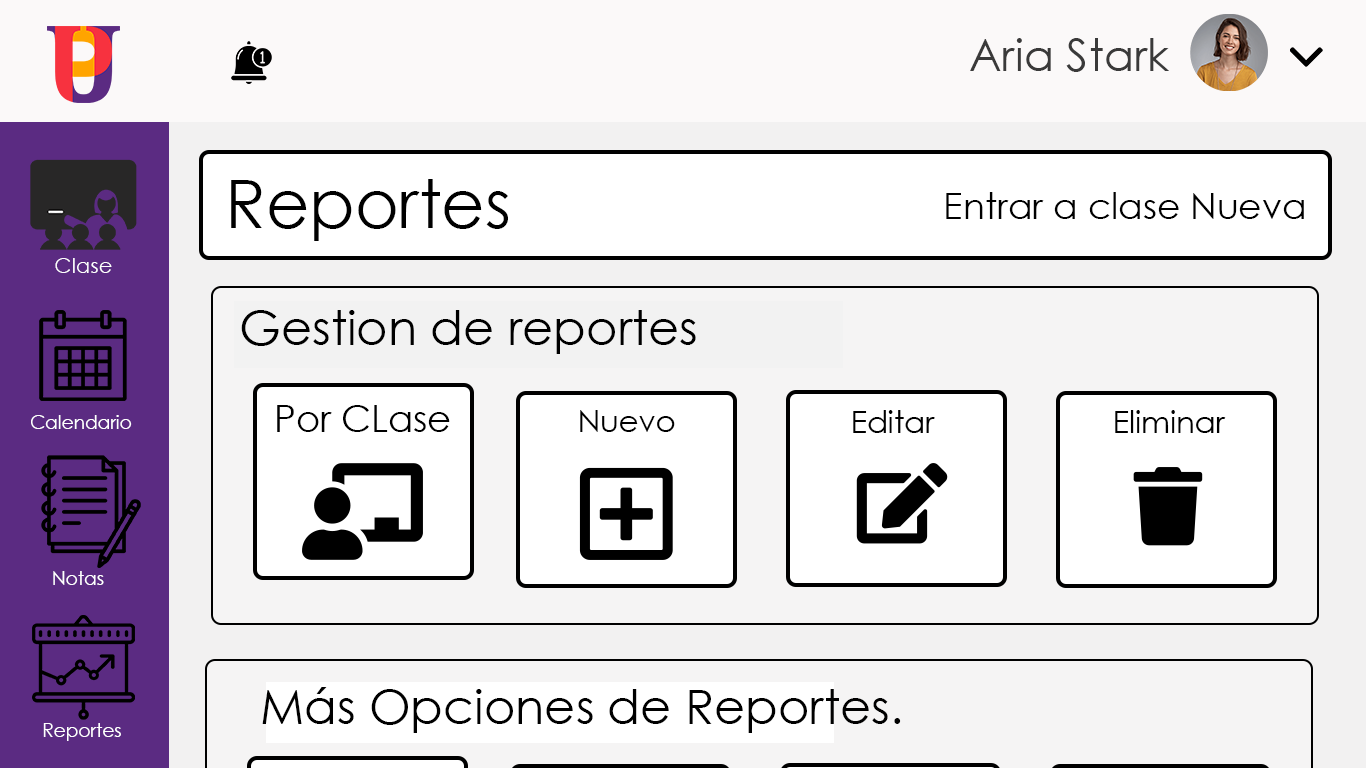 1
Aria Stark
Clase
Calendario
Notas
Reportes
Reportes
Entrar a clase Nueva
Gestion de reportes
Por CLase
Nuevo
Editar
Eliminar
Más Opciones de Reportes.